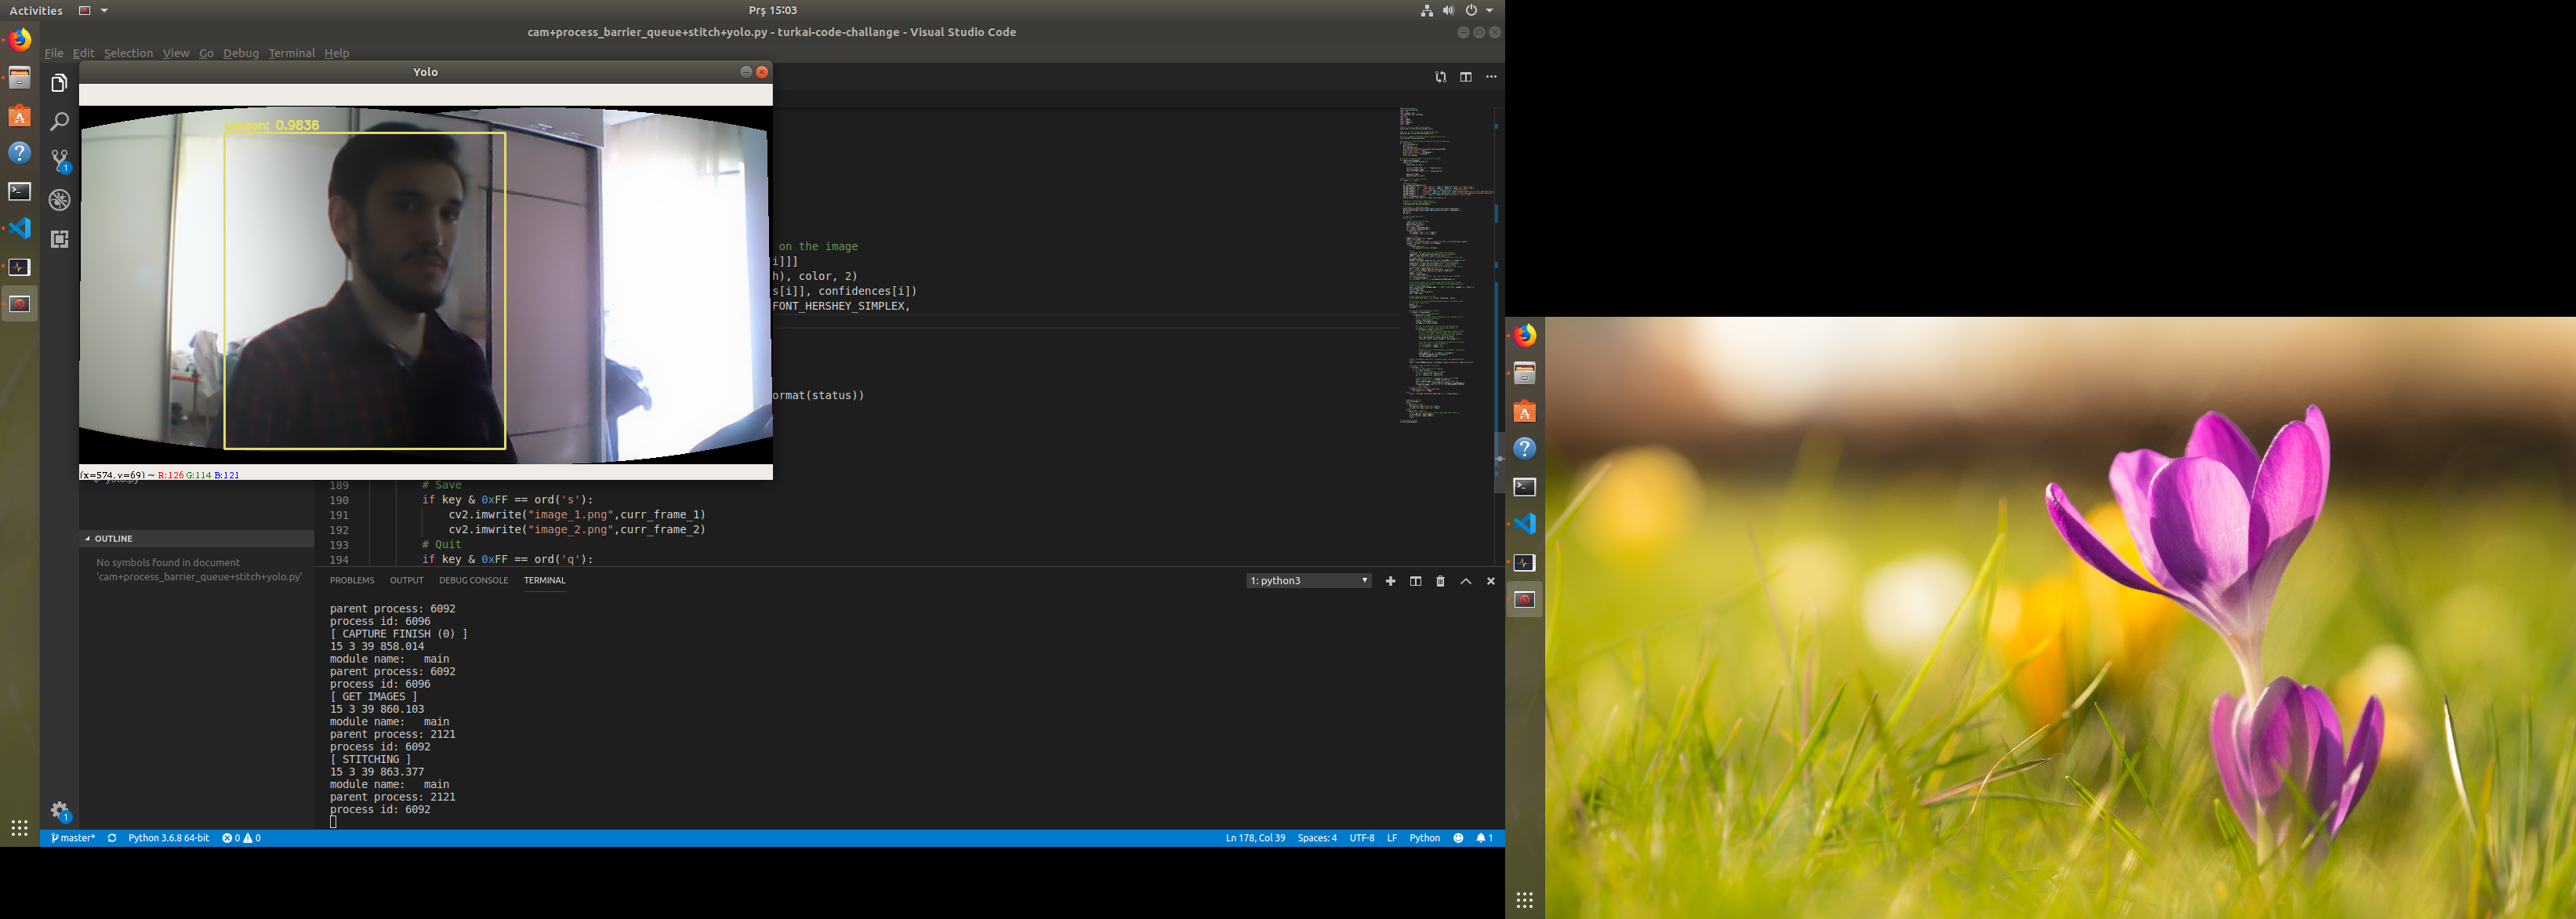 Activities
Prş 15:03
cam+process_barrier_queue+stitch+yolo.py - turkai-code-challange - Visual Studio Code
File Edit Selection View Go Debug Terminal Help
Yolo
person: 0.9836
on the image
i]]]
h), color, 2)
s[i]], confidences[i])
FONT_HERSHEY_SIMPLEX,
ormat(status))
(x=574, y=69) ~ R:126 G:114 B:121
yolo.py
189 # Save
190 if key & 0xFF == ord('s'):
191 cv2.imwrite("image_1.png",curr_frame_1)
192 cv2.imwrite("image_2.png",curr_frame_2)
193 # Quit
194 if key & 0xFF == ord('q'):
OUTLINE
No symbols found in document
'cam+process_barrier_queue+stitch+yolo.py'
PROBLEMS OUTPUT DEBUG CONSOLE TERMINAL
1: python3
parent process: 6092
process id: 6096
[ CAPTURE FINISH (0) ]
15 3 39 858.014
module name: main
parent process: 6092
process id: 6096
[ GET IMAGES ]
15 3 39 860.103
module name: main
parent process: 2121
process id: 6092
[ STITCHING ]
15 3 39 863.377
module name: main
parent process: 2121
process id: 6092
master* Python 3.6.8 64-bit 0 0 Ln 178, Col 39 Spaces: 4 UTF-8 LF Python 1